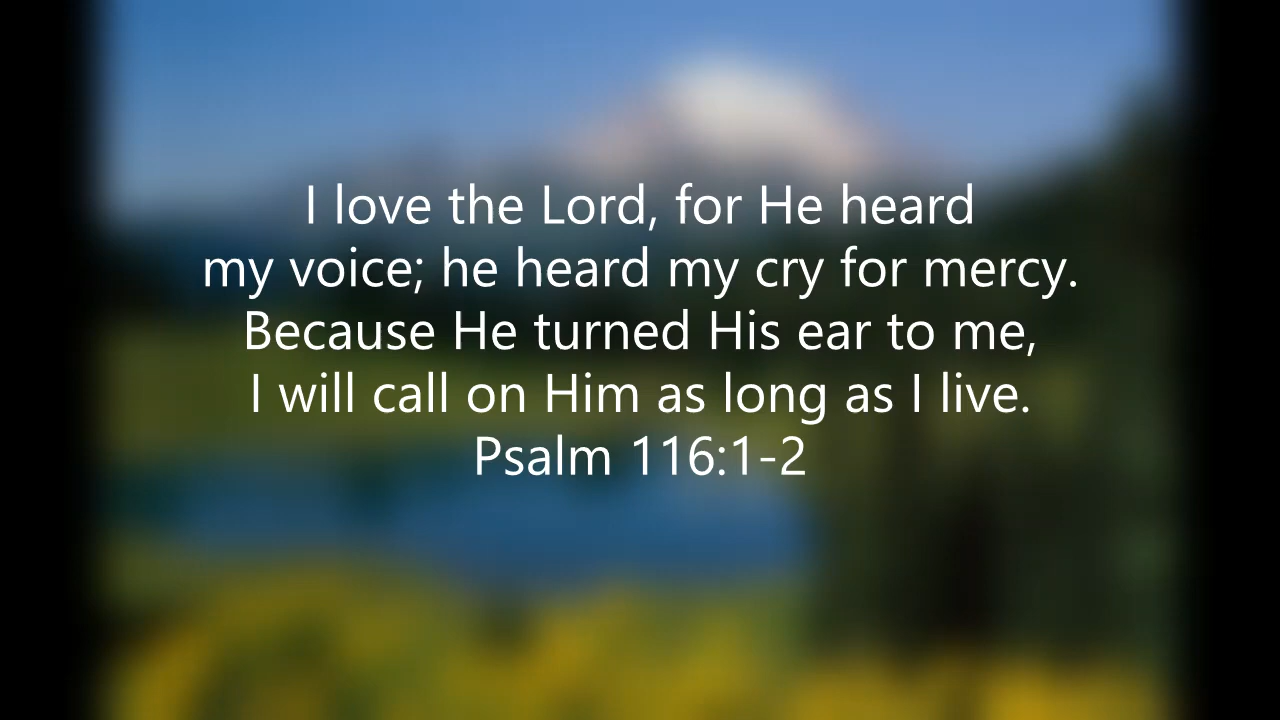 I love the Lord, for He heard
my voice; he heard my cry for mercy.
Because He turned His ear to me,
I will call on Him as long as I live.
Psalm 116:1-2